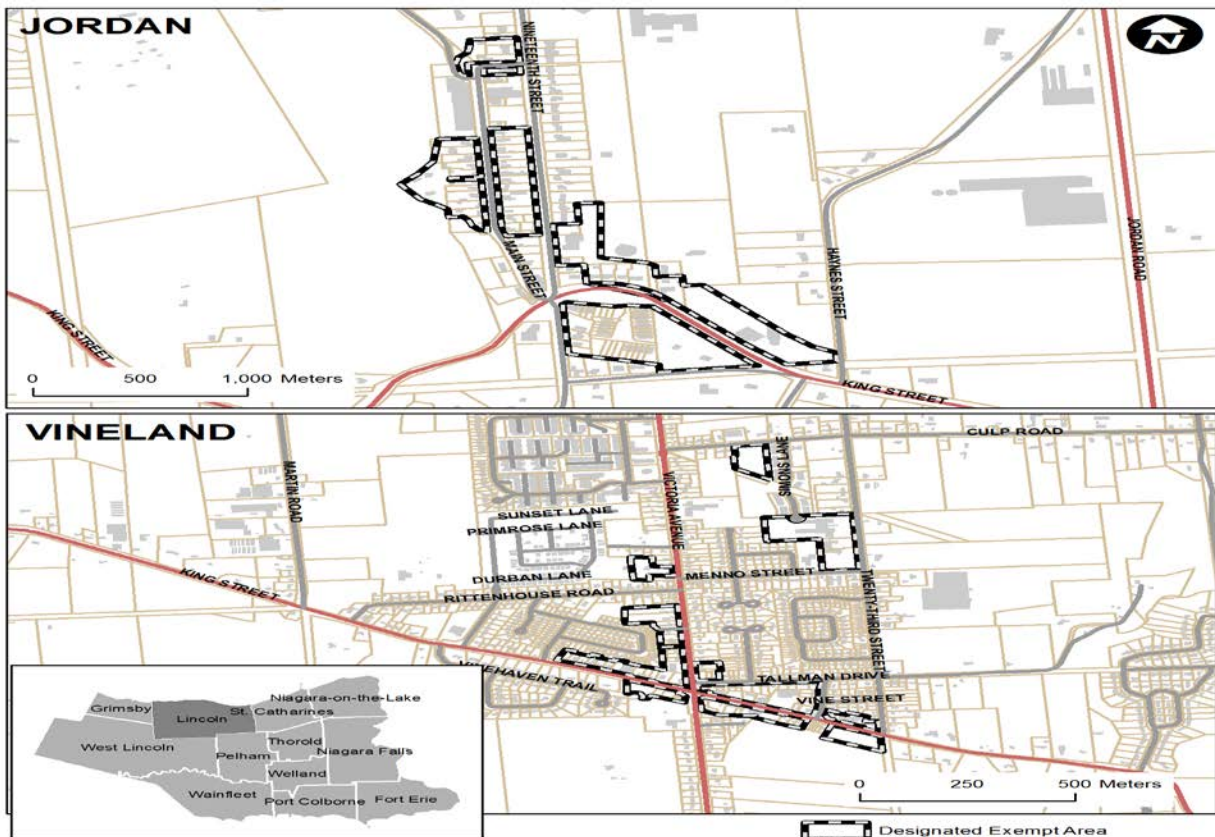 JORDAN
N
NINETEENTH STREET
MAIN STREET
HAYNES STREET
JORDAN ROAD
KING STREET
KING STREET
0 500 1,000 Meters
VINELAND
MARTIN ROAD
CULP ROAD
SIMONS LANE
VICTORIA AVENUE
SUNSET LANE
PRIMROSE LANE
DURBAN LANE
MENNO STREET
RITTENHOUSE ROAD
KING STREET
TWENTY-THIRD STREET
VINEHAVEN TRAIL
TALLMAN DRIVE
VINE STREET
Niagara-on-the-Lake
Grimsby
Lincoln
St. Catharines
West Lincoln
Pelham
Thorold
Niagara Falls
Welland
Wainfleet
Port Colborne
Fort Erie
0 250 500 Meters
Designated Exempt Area